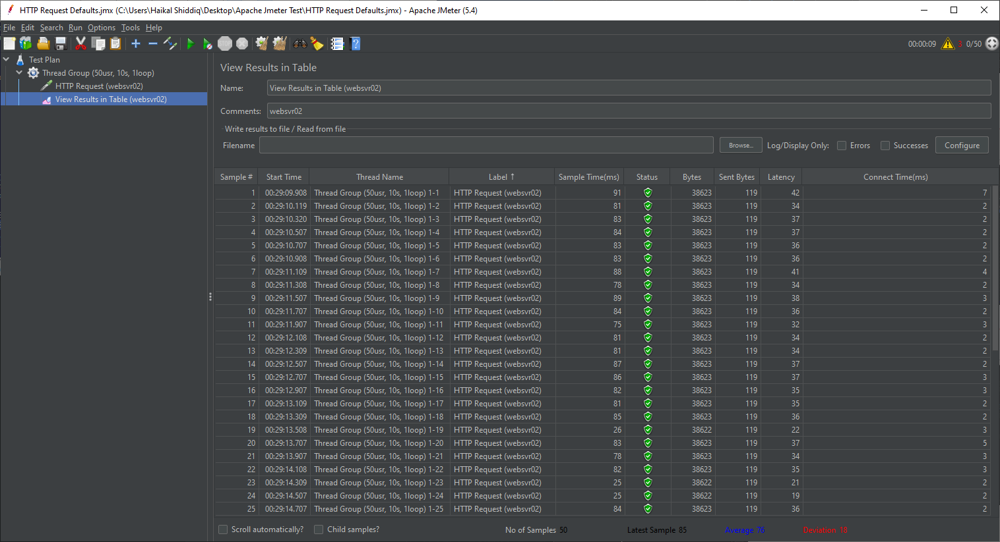 HTTP Request Defaults.jmx (C:\Users\Haikal Shiddiq\Desktop\Apache Jmeter Test\HTTP Request Defaults.jmx) - Apache JMeter (5.4)
File Edit Search Run Options Tools Help
STOP 00:00:09 3 0/50
Test Plan
Thread Group (50usr, 10s, 1loop)
HTTP Request (websvr02)
View Results in Table (websvr02)
View Results in Table
Name: View Results in Table (websvr02)
Comments: websvr02
Write results to file / Read from file
Filename Browse... Log/Display Only: Errors Successes Configure
Sample # Start Time Thread Name Label ↑ Sample Time(ms) Status Bytes Sent Bytes Latency Connect Time(ms)
1 00:29:09.908 Thread Group (50usr, 10s, 1loop) 1-1 HTTP Request (websvr02) 91 38623 119 42 7
2 00:29:10.119 Thread Group (50usr, 10s, 1loop) 1-2 HTTP Request (websvr02) 81 38623 119 34 2
3 00:29:10.320 Thread Group (50usr, 10s, 1loop) 1-3 HTTP Request (websvr02) 83 38623 119 37 2
4 00:29:10.507 Thread Group (50usr, 10s, 1loop) 1-4 HTTP Request (websvr02) 84 38623 119 37 2
5 00:29:10.707 Thread Group (50usr, 10s, 1loop) 1-5 HTTP Request (websvr02) 83 38623 119 36 2
6 00:29:10.908 Thread Group (50usr, 10s, 1loop) 1-6 HTTP Request (websvr02) 83 38623 119 36 2
7 00:29:11.109 Thread Group (50usr, 10s, 1loop) 1-7 HTTP Request (websvr02) 88 38623 119 41 4
8 00:29:11.308 Thread Group (50usr, 10s, 1loop) 1-8 HTTP Request (websvr02) 78 38623 119 34 2
9 00:29:11.507 Thread Group (50usr, 10s, 1loop) 1-9 HTTP Request (websvr02) 89 38623 119 38 3
10 00:29:11.707 Thread Group (50usr, 10s, 1loop) 1-10 HTTP Request (websvr02) 84 38623 119 36 2
11 00:29:11.907 Thread Group (50usr, 10s, 1loop) 1-11 HTTP Request (websvr02) 75 38623 119 32 3
12 00:29:12.108 Thread Group (50usr, 10s, 1loop) 1-12 HTTP Request (websvr02) 81 38623 119 34 2
13 00:29:12.309 Thread Group (50usr, 10s, 1loop) 1-13 HTTP Request (websvr02) 81 38623 119 34 2
14 00:29:12.507 Thread Group (50usr, 10s, 1loop) 1-14 HTTP Request (websvr02) 87 38623 119 37 2
15 00:29:12.707 Thread Group (50usr, 10s, 1loop) 1-15 HTTP Request (websvr02) 86 38623 119 37 3
16 00:29:12.907 Thread Group (50usr, 10s, 1loop) 1-16 HTTP Request (websvr02) 82 38623 119 35 3
17 00:29:13.109 Thread Group (50usr, 10s, 1loop) 1-17 HTTP Request (websvr02) 81 38623 119 35 2
18 00:29:13.309 Thread Group (50usr, 10s, 1loop) 1-18 HTTP Request (websvr02) 85 38623 119 36 2
19 00:29:13.508 Thread Group (50usr, 10s, 1loop) 1-19 HTTP Request (websvr02) 26 38622 119 22 3
20 00:29:13.707 Thread Group (50usr, 10s, 1loop) 1-20 HTTP Request (websvr02) 83 38623 119 37 5
21 00:29:13.907 Thread Group (50usr, 10s, 1loop) 1-21 HTTP Request (websvr02) 78 38623 119 34 3
22 00:29:14.108 Thread Group (50usr, 10s, 1loop) 1-22 HTTP Request (websvr02) 82 38623 119 35 3
23 00:29:14.309 Thread Group (50usr, 10s, 1loop) 1-23 HTTP Request (websvr02) 25 38622 119 21 2
24 00:29:14.507 Thread Group (50usr, 10s, 1loop) 1-24 HTTP Request (websvr02) 25 38622 119 19 2
25 00:29:14.707 Thread Group (50usr, 10s, 1loop) 1-25 HTTP Request (websvr02) 84 38623 119 36 2
Scroll automatically? Child samples? No of Samples 50 Latest Sample 85 Average 76 Deviation 18